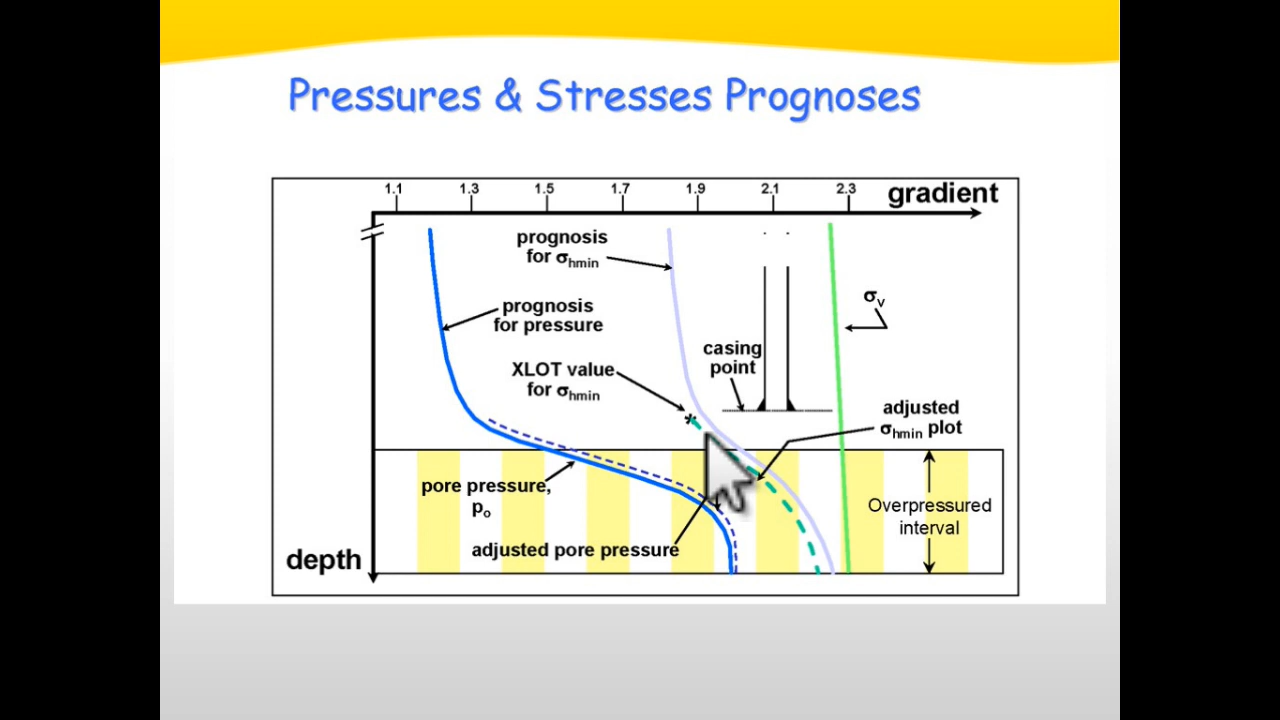 Pressures & Stresses Prognoses
1.1 1.3 1.5 1.7 1.9 2.1 2.3
gradient
prognosis
for σhmin
prognosis
for pressure
σv
XLOT value
for σhmin
casing
point
adjusted
σhmin plot
pore pressure,
po
Overpressured
interval
adjusted pore pressure
depth